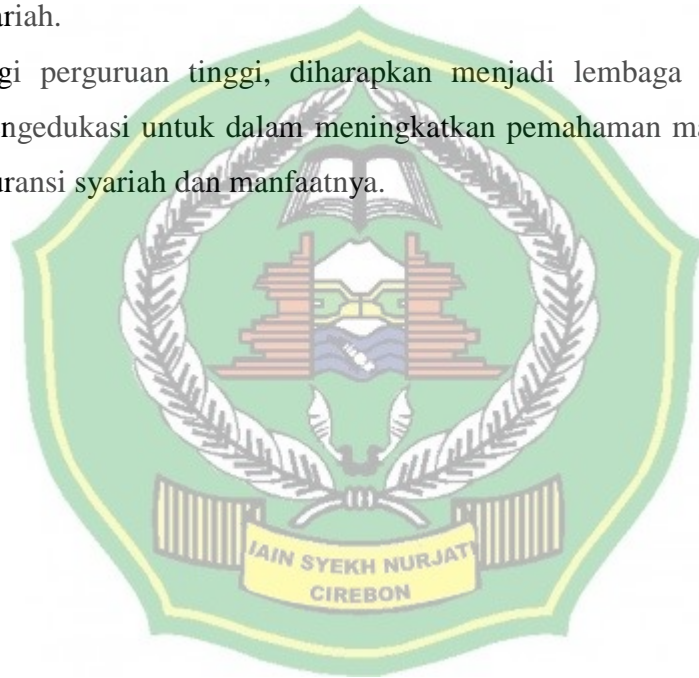 ariah.
gi perguruan tinggi, diharapkan menjadi lembaga
ngedukasi untuk dalam meningkatkan pemahaman ma
uransi syariah dan manfaatnya.
IAIN SYEKH NURJATI
CIREBON